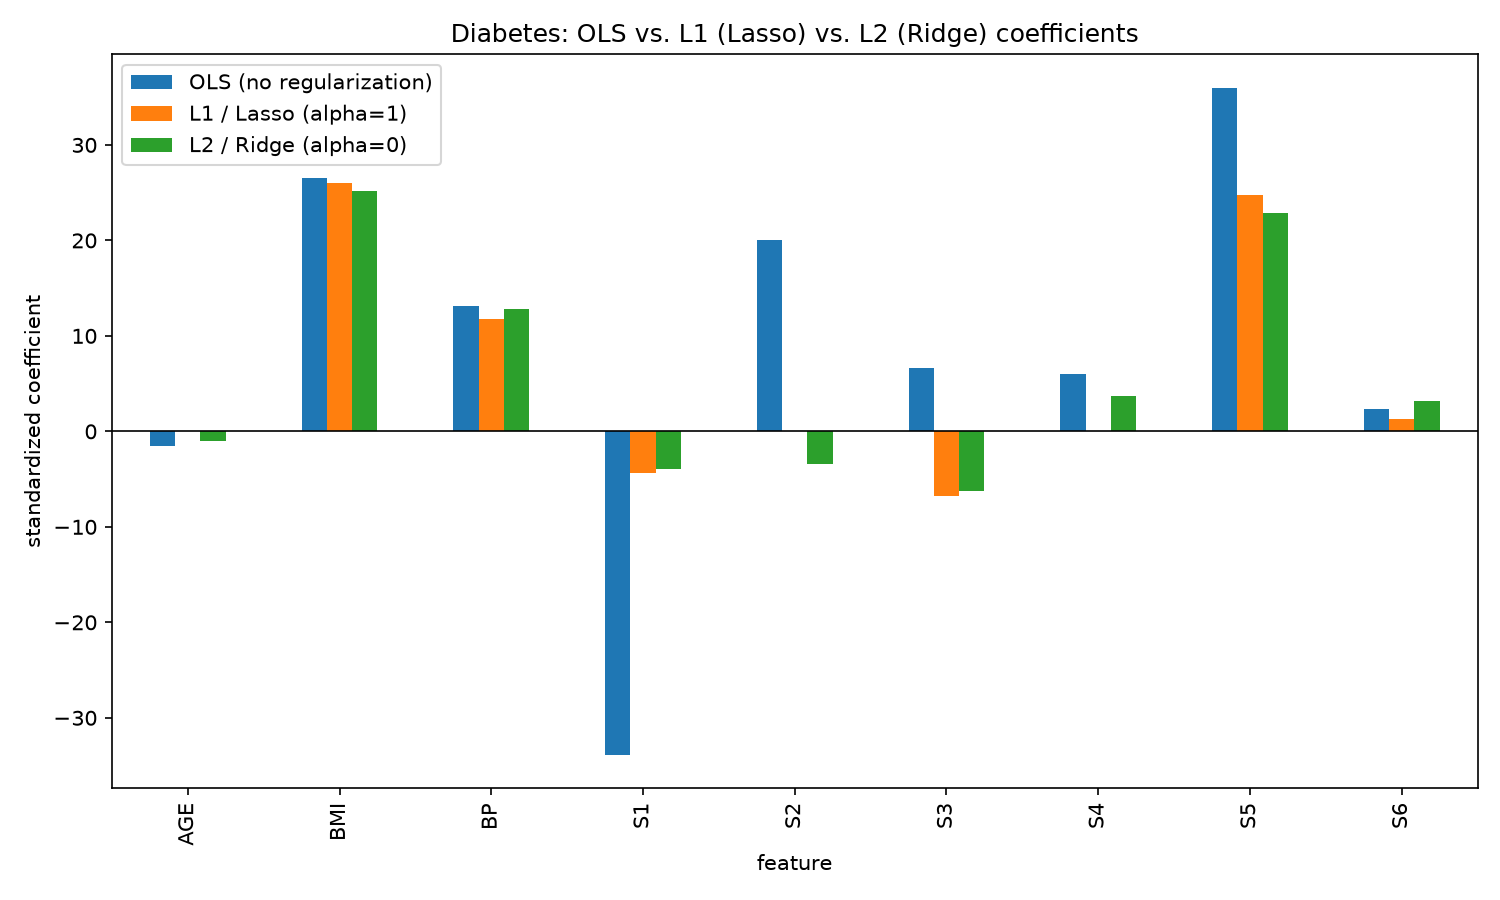 Diabetes: OLS vs. L1 (Lasso) vs. L2 (Ridge) coefficients
OLS (no regularization)
L1 / Lasso (alpha=1)
L2 / Ridge (alpha=0)
standardized coefficient
30
20
10
0
−10
−20
−30
AGE
BMI
BP
S1
S2
S3
S4
S5
S6
feature